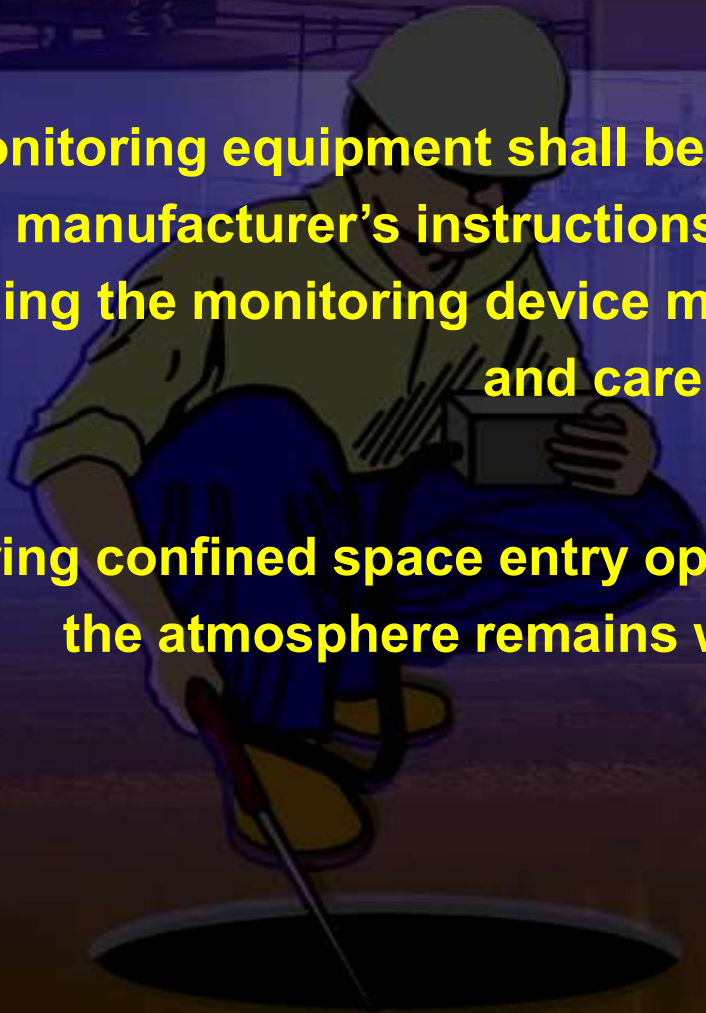 onitoring equipment shall be
manufacturer’s instructions
ing the monitoring device m
and care
ing confined space entry op
the atmosphere remains